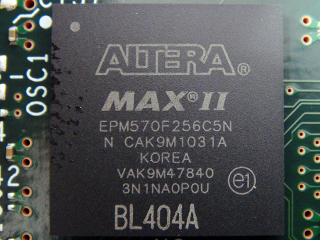 ALTERA®
MAX® II
EPM570F256C5N
N CAK9M1031A
KOREA
VAK9M47840
3N1NA0P0U
e1
BL404A
OSC1